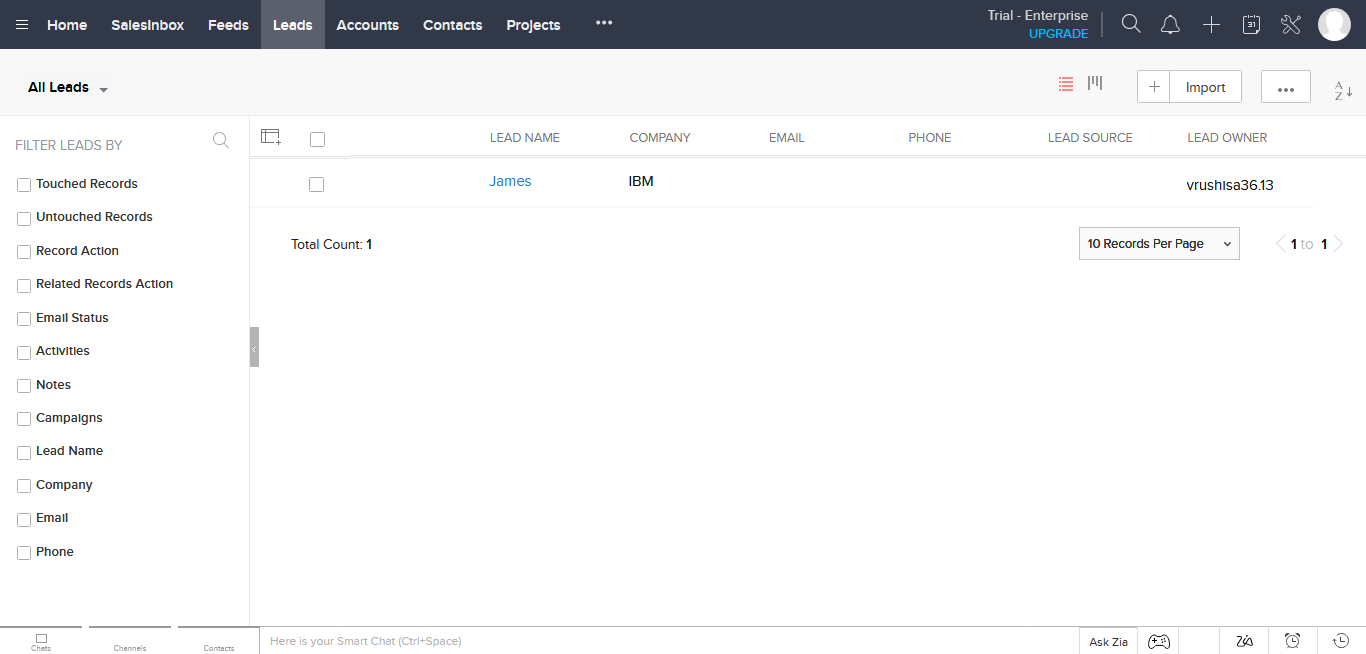 Home SalesInbox Feeds Leads Accounts Contacts Projects ••• Trial - Enterprise
UPGRADE
31
All Leads
Import
•••
A
Z
FILTER LEADS BY
LEAD NAME COMPANY EMAIL PHONE LEAD SOURCE LEAD OWNER
Touched Records
James IBM vrushisa36.13
Untouched Records
Total Count: 1 10 Records Per Page 1 to 1
Record Action
Related Records Action
Email Status
Activities
Notes
Campaigns
Lead Name
Company
Email
Phone
Chats Channels Contacts Here is your Smart Chat (Ctrl+Space) Ask Zia